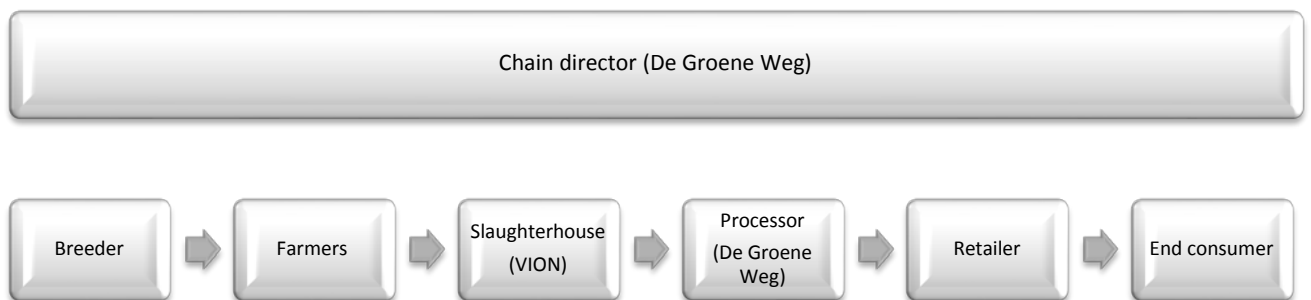 Chain director (De Groene Weg)
Breeder
Farmers
Slaughterhouse
(VION)
Processor
(De Groene
Weg)
Retailer
End consumer